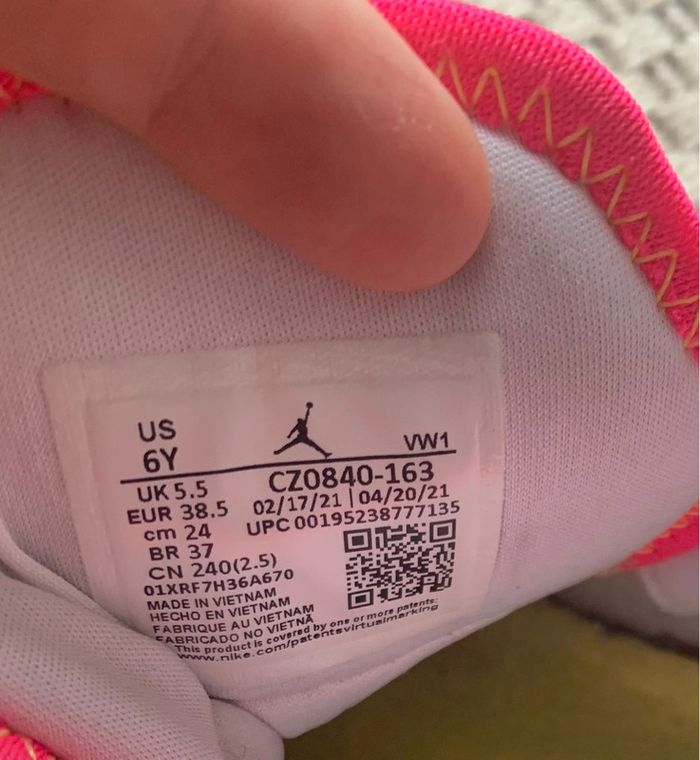 US
6Y
VW1
UK 5.5
EUR 38.5
cm 24
BR 37
CN 240(2.5)
CZ0840-163
02/17/21 | 04/20/21
UPC 00195238777135
01XRF7H36A670
MADE IN VIETNAM
HECHO EN VIETNAM
FABRIQUE AU VIETNAM
FABRICADO NO VIETNÃ
This product is covered by one or more patents:
www.nike.com/patentsvirtualmarking